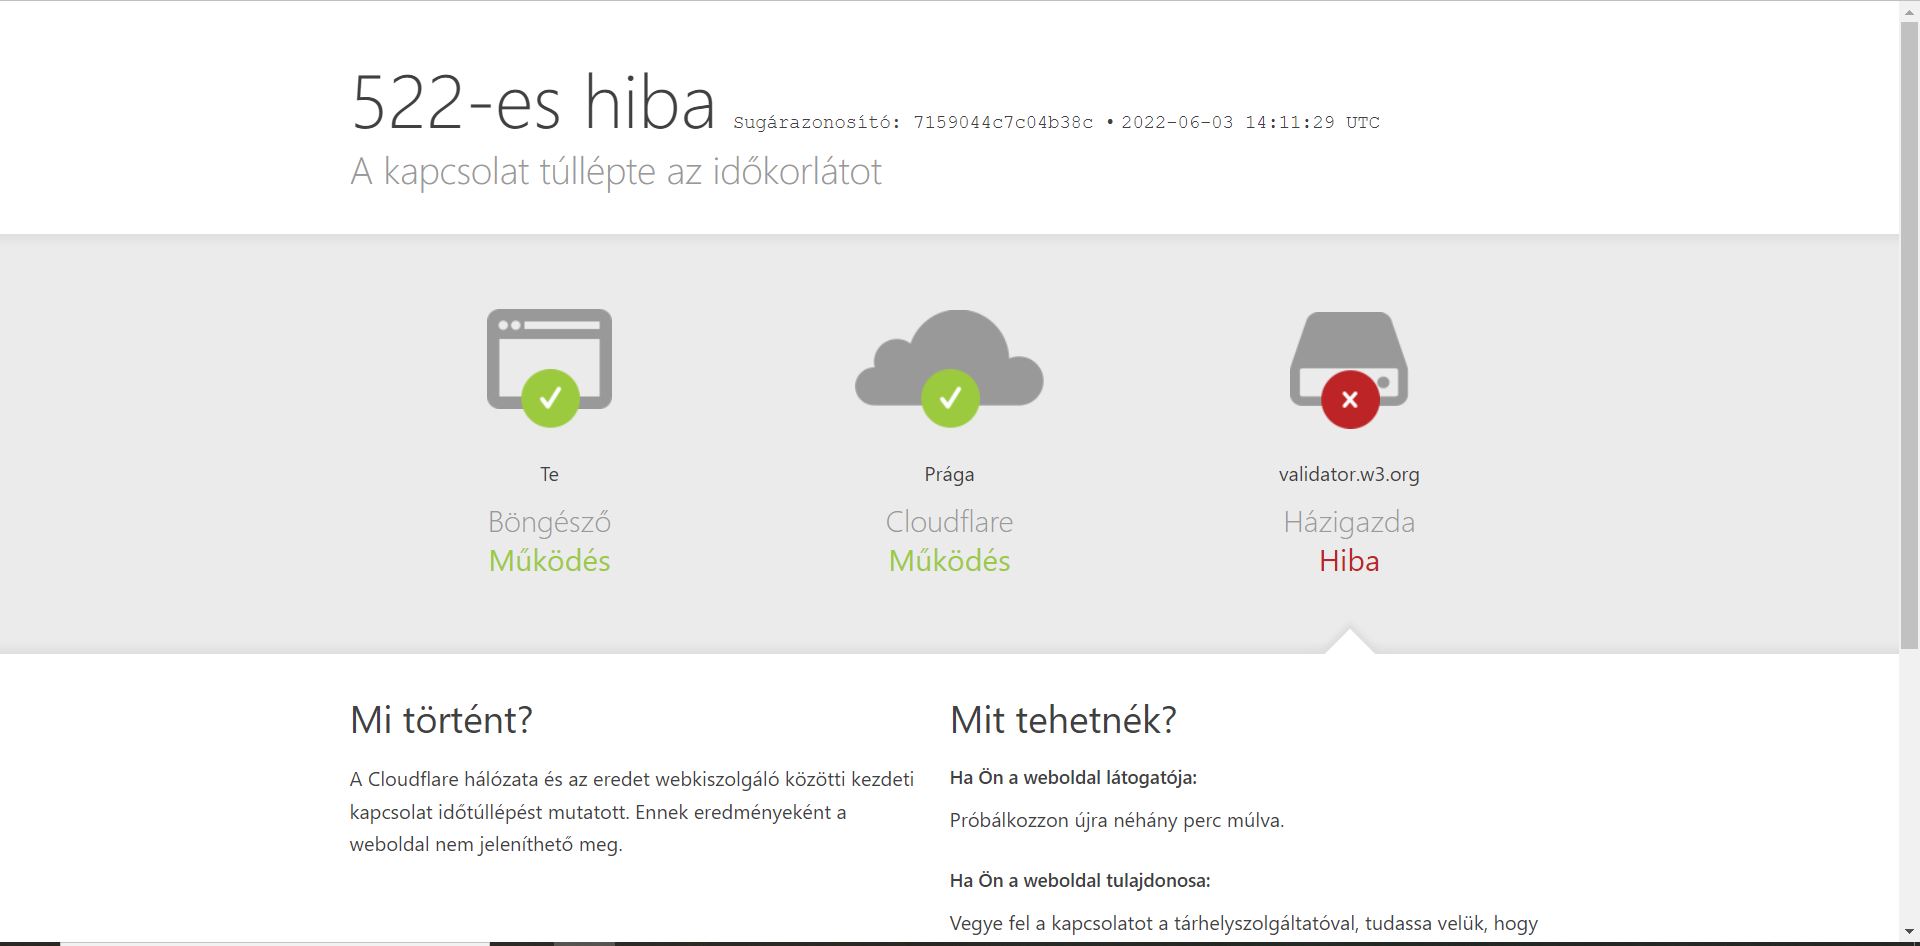 522-es hiba Sugárazonosító: 7159044c7c04b38c • 2022-06-03 14:11:29 UTC
A kapcsolat túllépte az időkorlátot
Te
Böngésző
Működés
Prága
Cloudflare
Működés
validator.w3.org
Házigazda
Hiba
Mi történt?
A Cloudflare hálózata és az eredet webkiszolgáló közötti kezdeti
kapcsolat időtúllépést mutatott. Ennek eredményeként a
weboldal nem jeleníthető meg.
Mit tehetnék?
Ha Ön a weboldal látogatója:
Próbálkozzon újra néhány perc múlva.
Ha Ön a weboldal tulajdonosa:
Vegye fel a kapcsolatot a tárhelyszolgáltatóval, tudassa velük, hogy